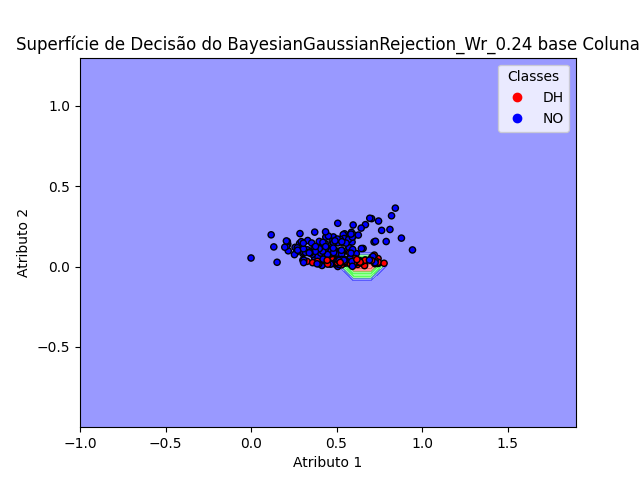 Superfície de Decisão do BayesianGaussianRejection_Wr_0.24 base Coluna
Classes
DH
NO
1.0
0.5
0.0
−0.5
Atributo 2
−1.0
−0.5
0.0
0.5
1.0
1.5
Atributo 1